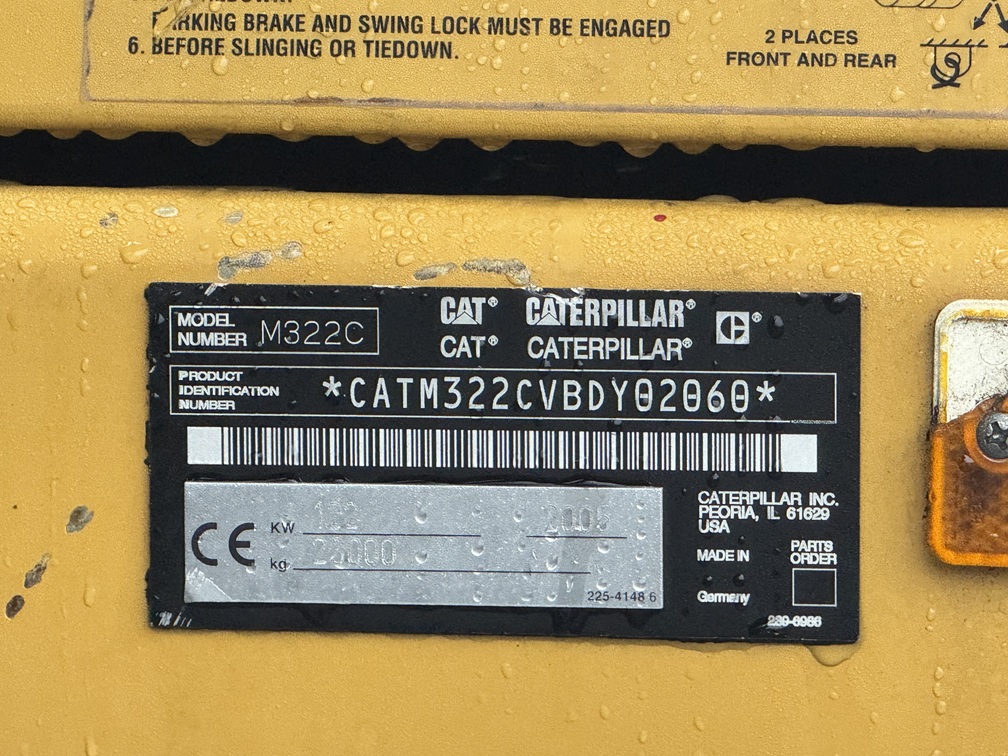 PARKING BRAKE AND SWING LOCK MUST BE ENGAGED
6. BEFORE SLINGING OR TIEDOWN.
2 PLACES
FRONT AND REAR
MODEL NUMBER M322C
CAT® CATERPILLAR®
CAT® CATERPILLAR®
PRODUCT IDENTIFICATION NUMBER *CATM322CVBDY02060*
CE KW
kg
225-4148 6
CATERPILLAR INC.
PEORIA, IL 61629
USA
MADE IN
Germany
PARTS
ORDER